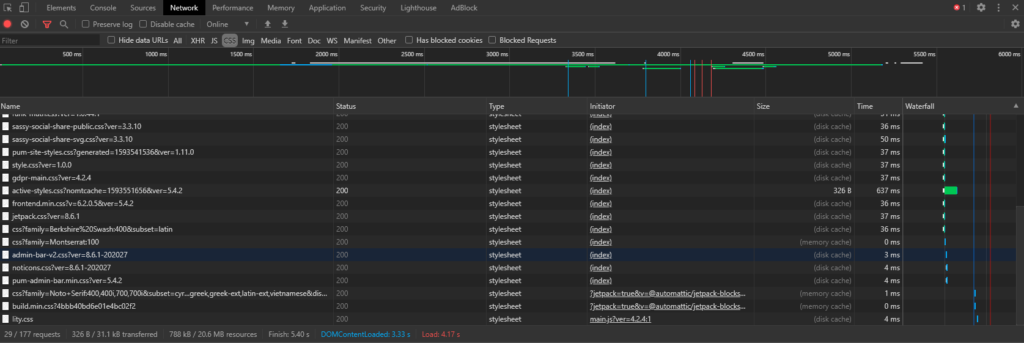 Elements Console Sources Network Performance Memory Application Security Lighthouse AdBlock 1
Preserve log Disable cache Online
Filter Hide data URLs All XHR JS CSS Img Media Font Doc WS Manifest Other Has blocked cookies Blocked Requests
500 ms 1000 ms 1500 ms 2000 ms 2500 ms 3000 ms 3500 ms 4000 ms 4500 ms 5000 ms 5500 ms 6000 ms
Name Status Type Initiator Size Time Waterfall
200 stylesheet (index) (disk cache)
sassy-social-share-public.css?ver=3.3.10 200 stylesheet (index) (disk cache) 36 ms
sassy-social-share-svg.css?ver=3.3.10 200 stylesheet (index) (disk cache) 50 ms
pum-site-styles.css?generated=1593541536&ver=1.11.0 200 stylesheet (index) (disk cache) 37 ms
style.css?ver=1.0.0 200 stylesheet (index) (disk cache) 37 ms
gdpr-main.css?ver=4.2.4 200 stylesheet (index) (disk cache) 37 ms
active-styles.css?nomtcache=1593551656&ver=5.4.2 200 stylesheet (index) 326 B 637 ms
frontend.min.css?v=6.2.0.5&ver=5.4.2 200 stylesheet (index) (disk cache) 36 ms
jetpack.css?ver=8.6.1 200 stylesheet (index) (disk cache) 37 ms
css?family=Berkshire%20Swash:400&subset=latin 200 stylesheet (index) (disk cache) 36 ms
css?family=Montserrat:100 200 stylesheet (index) (memory cache) 0 ms
admin-bar-v2.css?ver=8.6.1-202027 200 stylesheet (index) (disk cache) 3 ms
noticons.css?ver=8.6.1-202027 200 stylesheet (index) (disk cache) 4 ms
pum-admin-bar.min.css?ver=5.4.2 200 stylesheet (index) (disk cache) 4 ms
css?family=Noto+Serif:400,400i,700,700i&subset=cyr...greek,greek-ext,latin-ext,vietnamese&dis... 200 stylesheet ?jetpack=true&v=@automattic/jetpack-blocks... (memory cache) 1 ms
build.min.css?4bbb40bd6e01e4bc02f2 200 stylesheet ?jetpack=true&v=@automattic/jetpack-blocks... (memory cache) 0 ms
lity.css 200 stylesheet main.js?ver=4.2.4:1 (disk cache) 4 ms
29 / 177 requests 326 B / 31.1 kB transferred 788 kB / 20.6 MB resources Finish: 5.40 s DOMContentLoaded: 3.33 s Load: 4.17 s